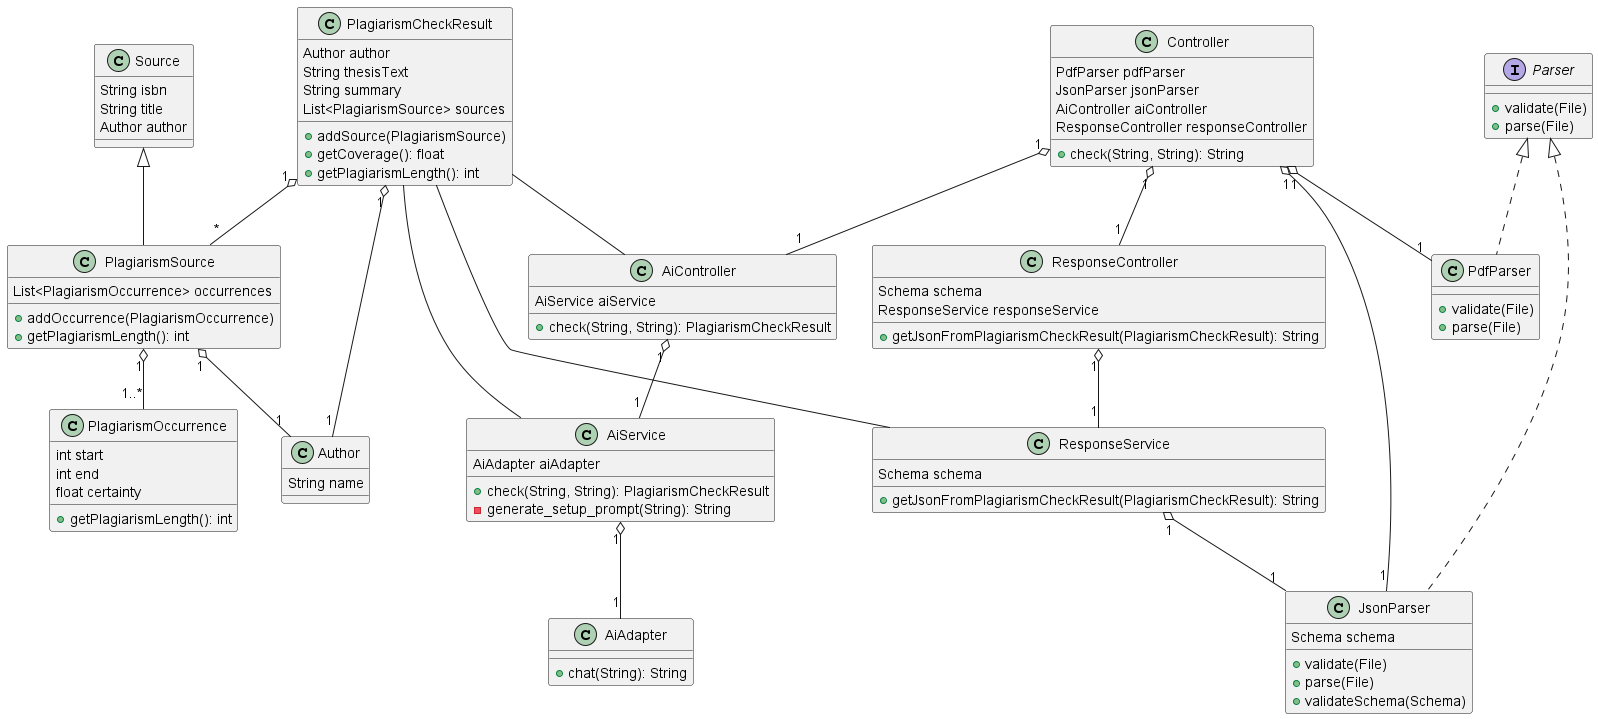 C Source
String isbn
String title
Author author
C PlagiarismCheckResult
Author author
String thesisText
String summary
List<PlagiarismSource> sources
addSource(PlagiarismSource)
getCoverage(): float
getPlagiarismLength(): int
C Controller
PdfParser pdfParser
JsonParser jsonParser
AiController aiController
ResponseController responseController
check(String, String): String
I Parser
validate(File)
parse(File)
1
*
1
1
1
1
1
1
1
1
1
1
C PlagiarismSource
List<PlagiarismOccurrence> occurrences
addOccurrence(PlagiarismOccurrence)
getPlagiarismLength(): int
C AiController
AiService aiService
check(String, String): PlagiarismCheckResult
C ResponseController
Schema schema
ResponseService responseService
getJsonFromPlagiarismCheckResult(PlagiarismCheckResult): String
C PdfParser
validate(File)
parse(File)
1
1..*
1
1
1
1
1
1
C PlagiarismOccurrence
int start
int end
float certainty
getPlagiarismLength(): int
C Author
String name
C AiService
AiAdapter aiAdapter
check(String, String): PlagiarismCheckResult
generate_setup_prompt(String): String
C ResponseService
Schema schema
getJsonFromPlagiarismCheckResult(PlagiarismCheckResult): String
1
1
1
1
C AiAdapter
chat(String): String
C JsonParser
Schema schema
validate(File)
parse(File)
validateSchema(Schema)